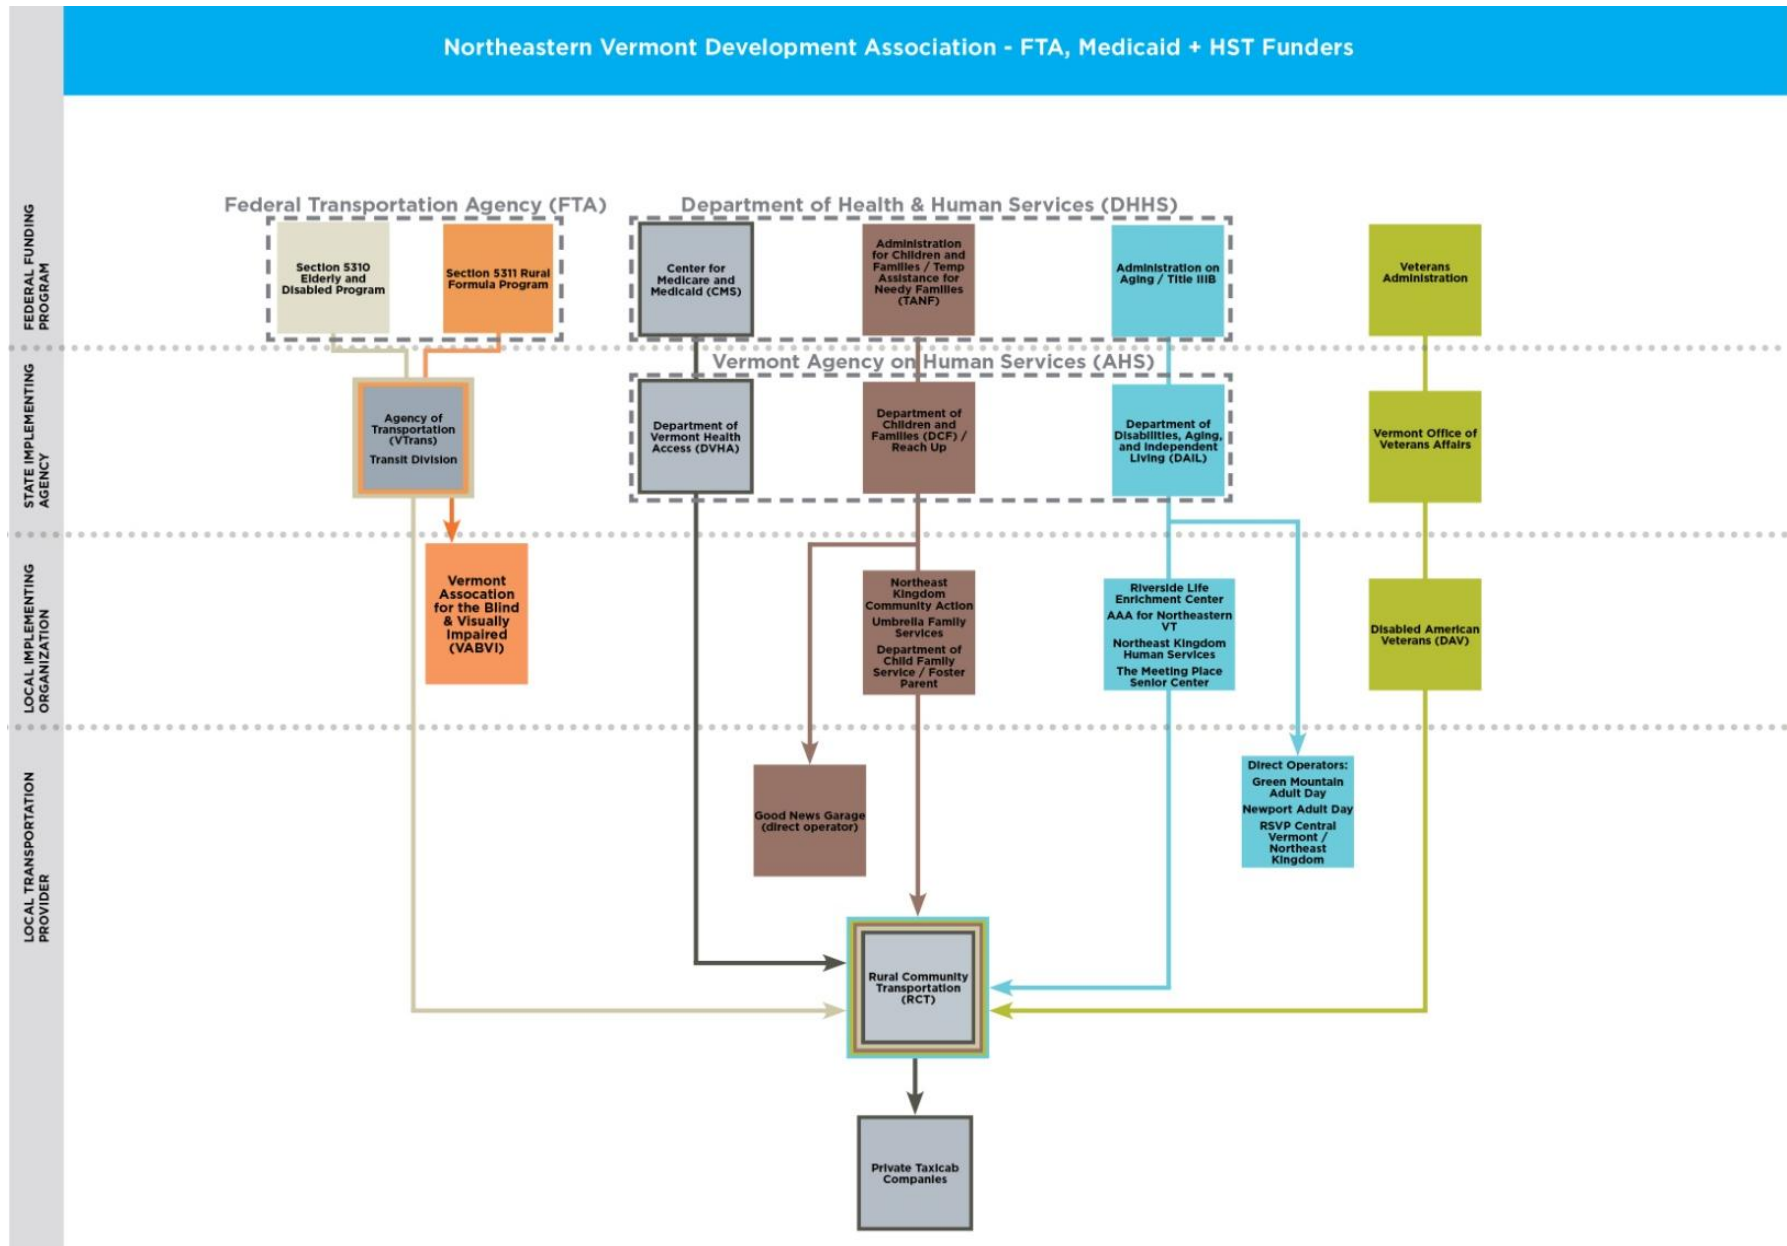 Northeastern Vermont Development Association - FTA, Medicaid + HST Funders
FEDERAL FUNDING
PROGRAM
Federal Transportation Agency (FTA)
Department of Health & Human Services (DHHS)
Section 5310
Elderly and
Disabled Program
Section 5311 Rural
Formula Program
Center for
Medicare and
Medicaid (CMS)
Administration
for Children and
Families / Temp
Assistance for
Needy Families
(TANF)
Administration on
Aging / Title IIIB
Veterans
Administration
STATE IMPLEMENTING
AGENCY
Vermont Agency on Human Services (AHS)
Agency of
Transportation
(VTrans)
Transit Division
Department of
Vermont Health
Access (DVHA)
Department of
Children and
Families (DCF) /
Reach Up
Department of
Disabilities, Aging,
and Independent
Living (DAIL)
Vermont Office of
Veterans Affairs
LOCAL IMPLEMENTING
ORGANIZATION
Vermont
Assocation
for the Blind
& Visually
Impaired
(VABVI)
Northeast
Kingdom
Community Action
Umbrella Family
Services
Department of
Child Family
Service / Foster
Parent
Riverside Life
Enrichment Center
AAA for Northeastern
VT
Northeast Kingdom
Human Services
The Meeting Place
Senior Center
Disabled American
Veterans (DAV)
LOCAL TRANSPORTATION
PROVIDER
Good News Garage
(direct operator)
Direct Operators:
Green Mountain
Adult Day
Newport Adult Day
RSVP Central
Vermont /
Northeast
Kingdom
Rural Community
Transportation
(RCT)
Private Taxicab
Companies